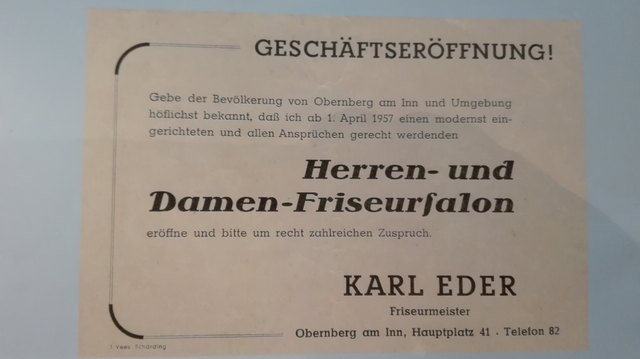 GESCHÄFTSERÖFFNUNG!
Gebe der Bevölkerung von Obernberg am Inn und Umgebung
höflichst bekannt, daß ich ab 1. April 1957 einen modernst ein-
gerichteten und allen Ansprüchen gerecht werdenden
Herren- und
Damen-Friseurſalon
eröffne und bitte um recht zahlreichen Zuspruch.
KARL EDER
Friseurmeister
Obernberg am Inn, Hauptplatz 41 · Telefon 82
Schärding